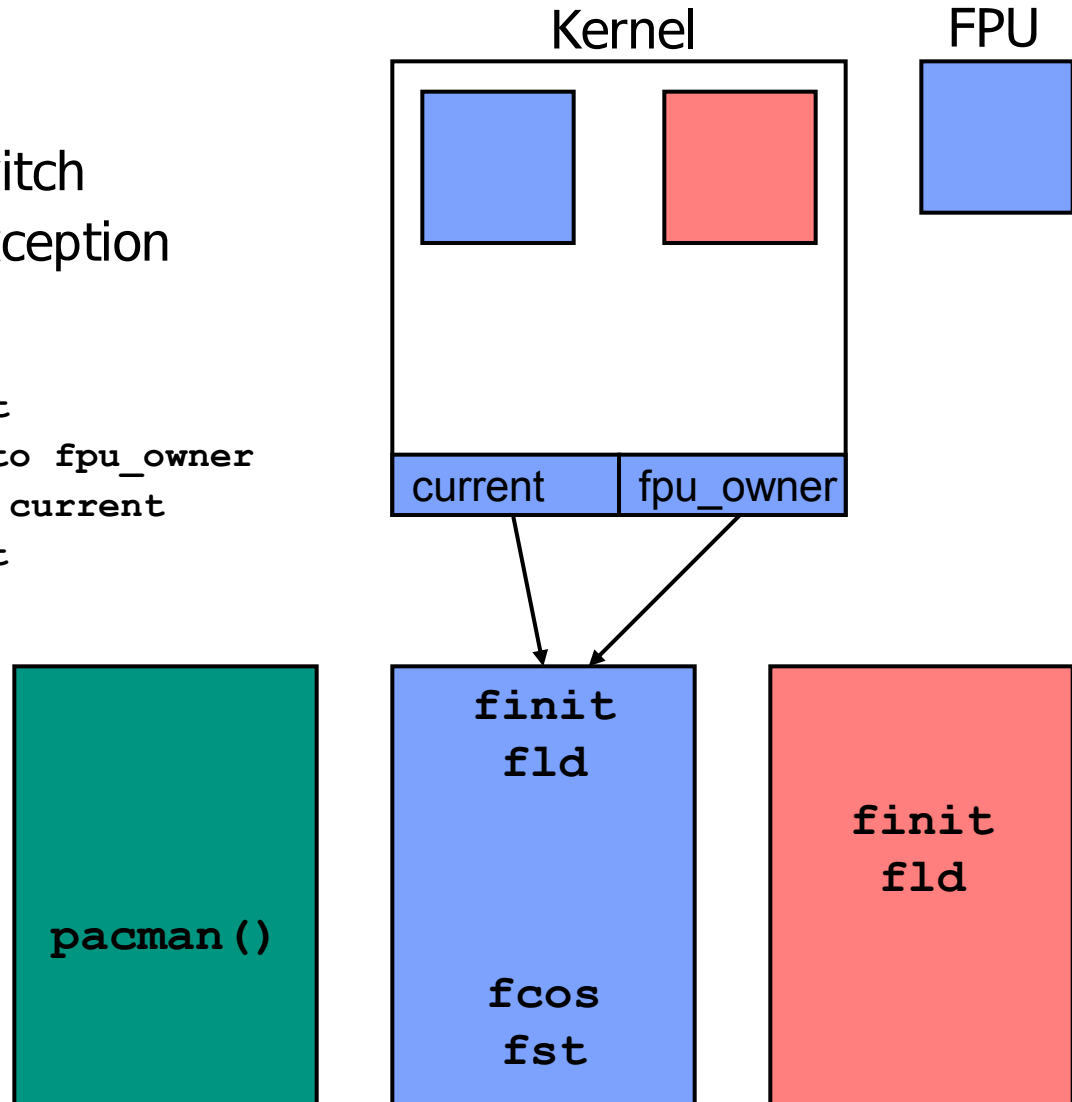 Kernel
FPU
itch
ception
t
to fpu_owner
current
t
current
fpu_owner
finit
fld
finit
fld
pacman()
fcos
fst